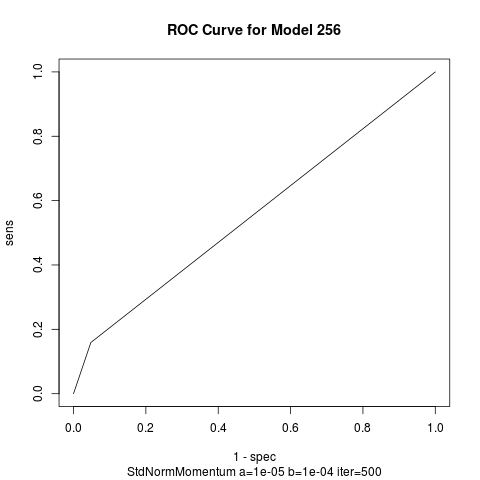 ROC Curve for Model 256
1.0
0.8
0.6
0.4
0.2
0.0
sens
0.0 0.2 0.4 0.6 0.8 1.0
1 - spec
StdNormMomentum a=1e-05 b=1e-04 iter=500